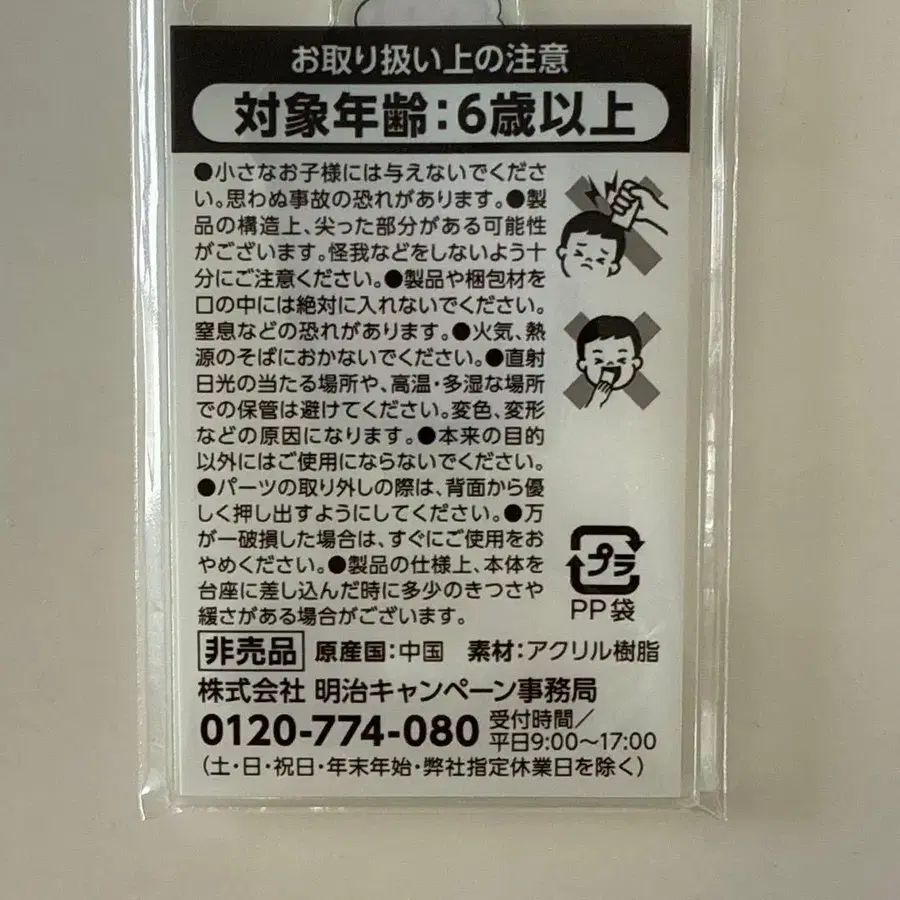 お取り扱い上の注意
対象年齢:6歳以上
●小さなお子様には与えないでくださ
い。思わぬ事故の恐れがあります。●製
品の構造上、尖った部分がある可能性
がございます。怪我などをしないよう十
分にご注意ください。●製品や梱包材を
口の中には絶対に入れないでください。
窒息などの恐れがあります。●火気、熱
源のそばにおかないでください。●直射
日光の当たる場所や、高温・多湿な場所
での保管は避けてください。変色、変形
などの原因になります。●本来の目的
以外にはご使用にならないでください。
●パーツの取り外しの際は、背面から優
しく押し出すようにしてください。●万
が一破損した場合は、すぐにご使用をお
やめください。●製品の仕様上、本体を
台座に差し込んだ時に多少のきつさや
緩さがある場合がございます。
プラ
PP袋
非売品 原産国:中国 素材:アクリル樹脂
株式会社 明治キャンペーン事務局
0120-774-080 受付時間/
平日9:00~17:00
(土・日・祝日・年末年始・弊社指定休業日を除く)